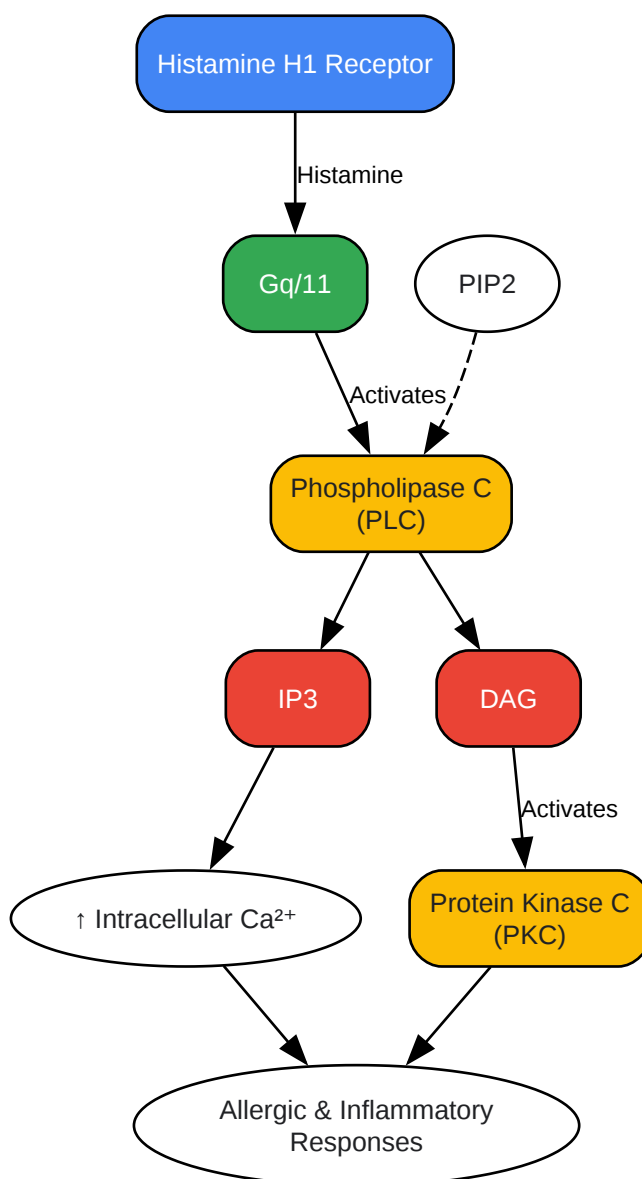 Histamine H1 Receptor
Histamine
Gq/11
PIP2
Activates
Phospholipase C
(PLC)
IP3
DAG
Activates
↑ Intracellular Ca²⁺
Protein Kinase C
(PKC)
Allergic & Inflammatory
Responses